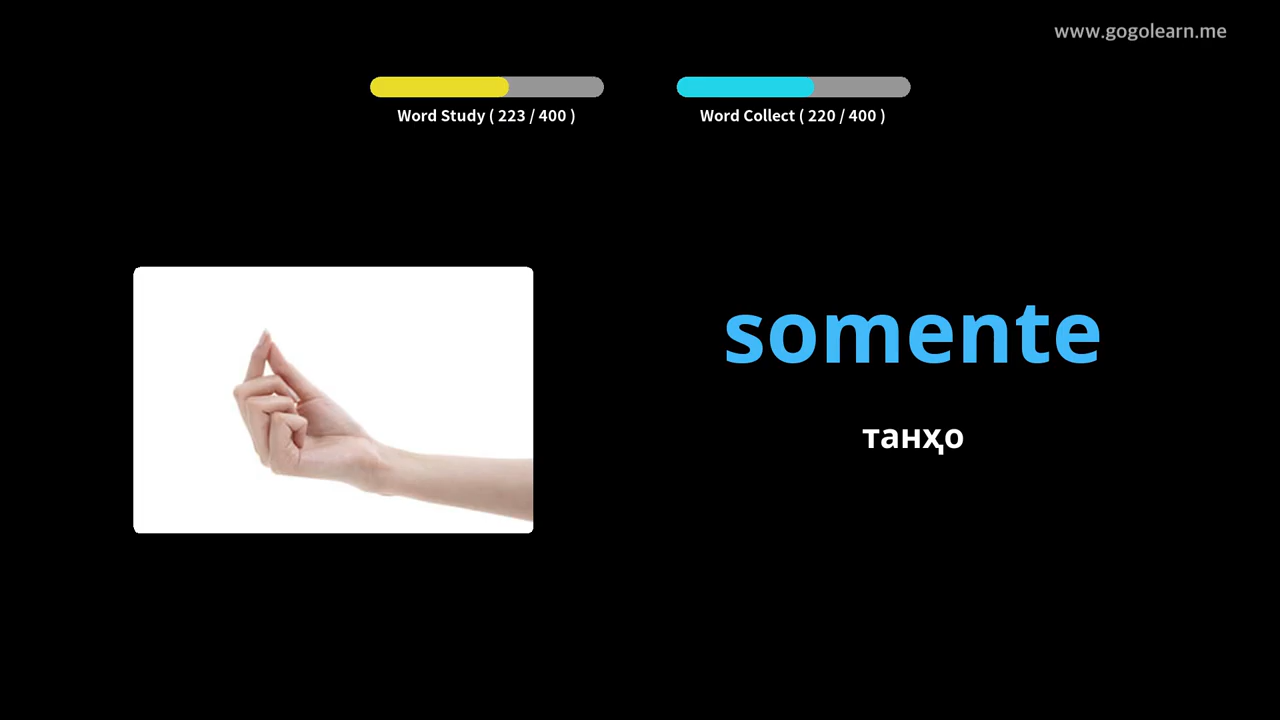 www.gogolearn.me
Word Study ( 223 / 400 )
Word Collect ( 220 / 400 )
somente
танҳо